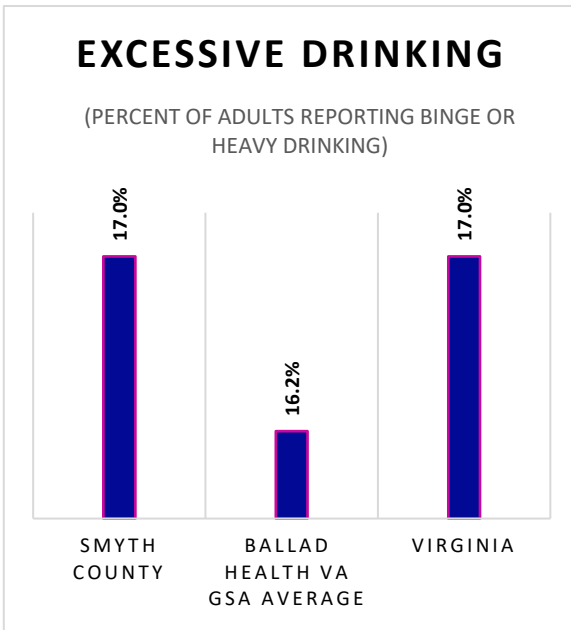 EXCESSIVE DRINKING
(PERCENT OF ADULTS REPORTING BINGE OR
HEAVY DRINKING)
17.0%
16.2%
17.0%
SMYTH
COUNTY
BALLAD
HEALTH VA
GSA AVERAGE
VIRGINIA